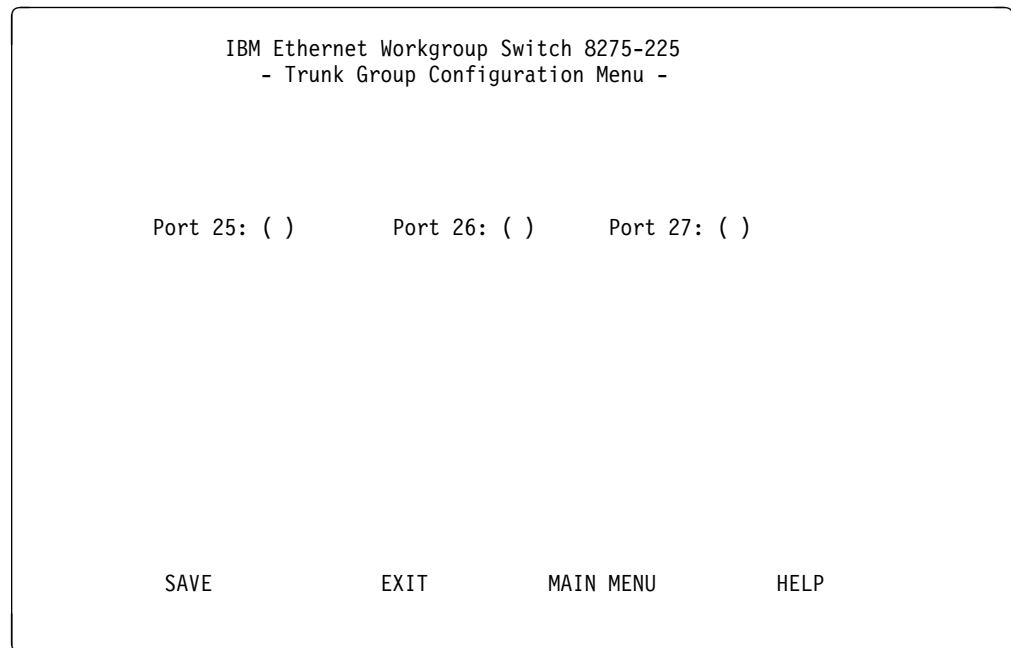 IBM Ethernet Workgroup Switch 8275-225
- Trunk Group Configuration Menu -
Port 25: ( ) Port 26: ( ) Port 27: ( )
SAVE EXIT MAIN MENU HELP